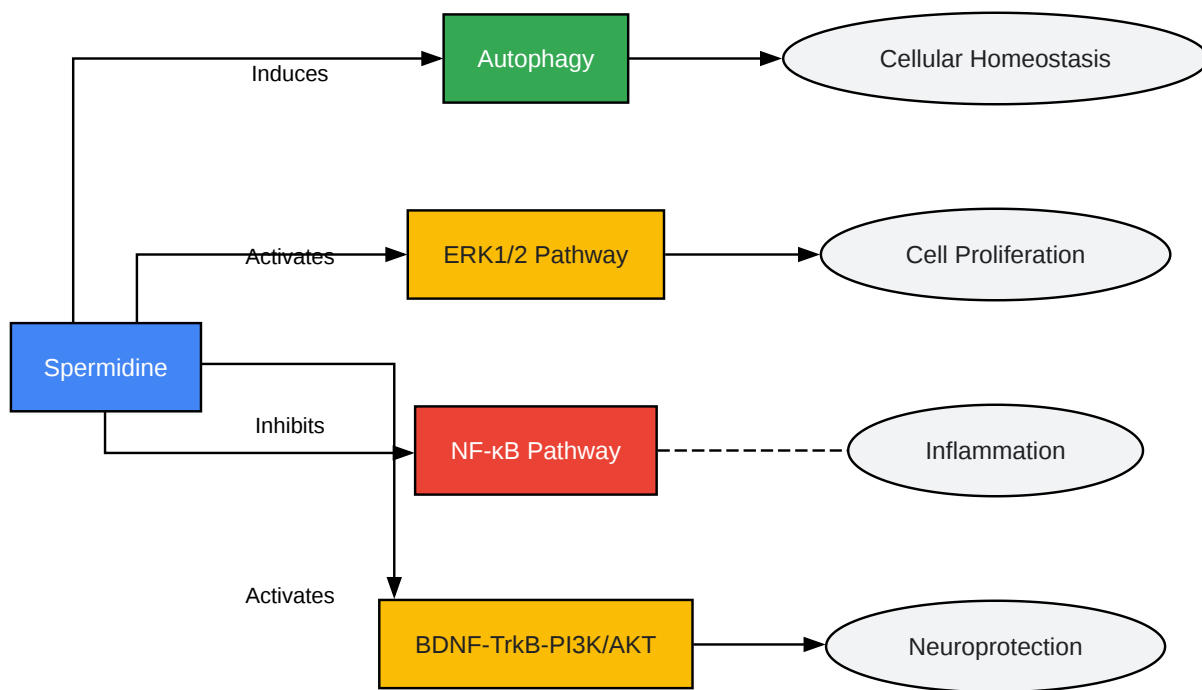 Autophagy
Cellular Homeostasis
Induces
ERK1/2 Pathway
Cell Proliferation
Activates
Spermidine
Inhibits
NF-κB Pathway
Inflammation
Activates
BDNF-TrkB-PI3K/AKT
Neuroprotection